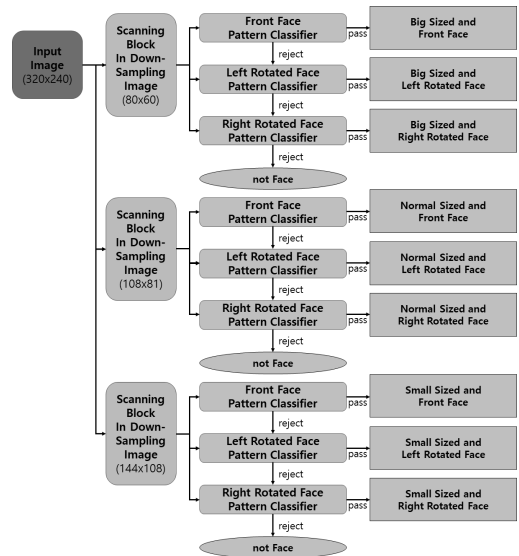 Input
Image
(320x240)
Scanning
Block
In Down-
Sampling
Image
(80x60)
Front Face
Pattern Classifier
pass
Big Sized and
Front Face
reject
Left Rotated Face
Pattern Classifier
pass
Big Sized and
Left Rotated Face
reject
Right Rotated Face
Pattern Classifier
pass
Big Sized and
Right Rotated Face
reject
not Face
Scanning
Block
In Down-
Sampling
Image
(108x81)
Front Face
Pattern Classifier
pass
Normal Sized and
Front Face
reject
Left Rotated Face
Pattern Classifier
pass
Normal Sized and
Left Rotated Face
reject
Right Rotated Face
Pattern Classifier
pass
Normal Sized and
Right Rotated Face
reject
not Face
Scanning
Block
In Down-
Sampling
Image
(144x108)
Front Face
Pattern Classifier
pass
Small Sized and
Front Face
reject
Left Rotated Face
Pattern Classifier
pass
Small Sized and
Left Rotated Face
reject
Right Rotated Face
Pattern Classifier
pass
Small Sized and
Right Rotated Face
reject
not Face